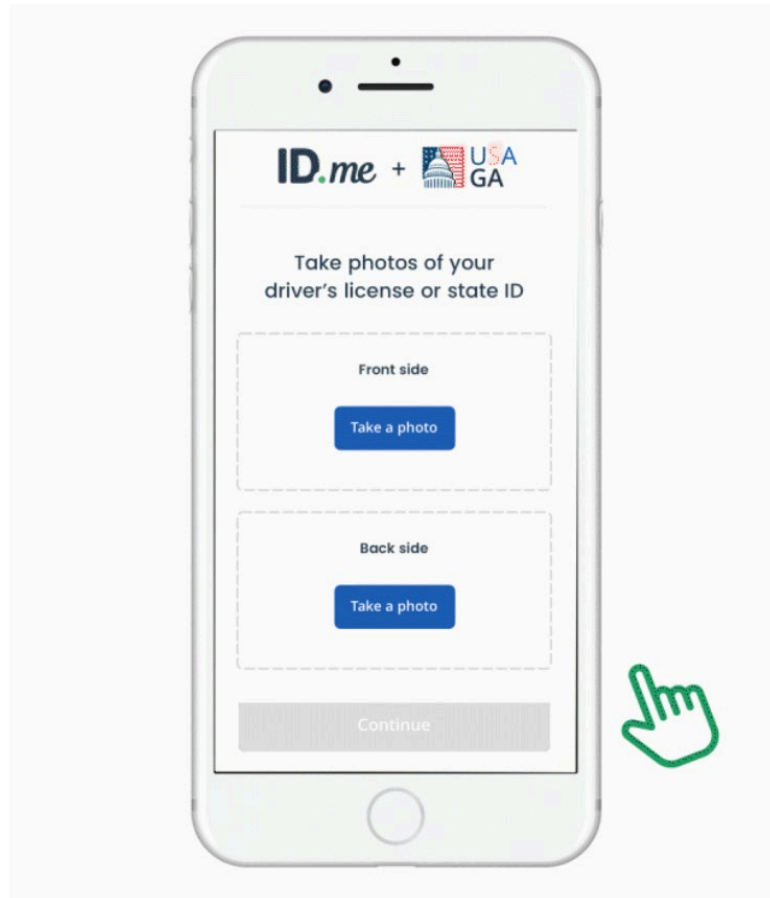 ID.me + USA
GA
Take photos of your
driver's license or state ID
Front side
Take a photo
Back side
Take a photo
Continue